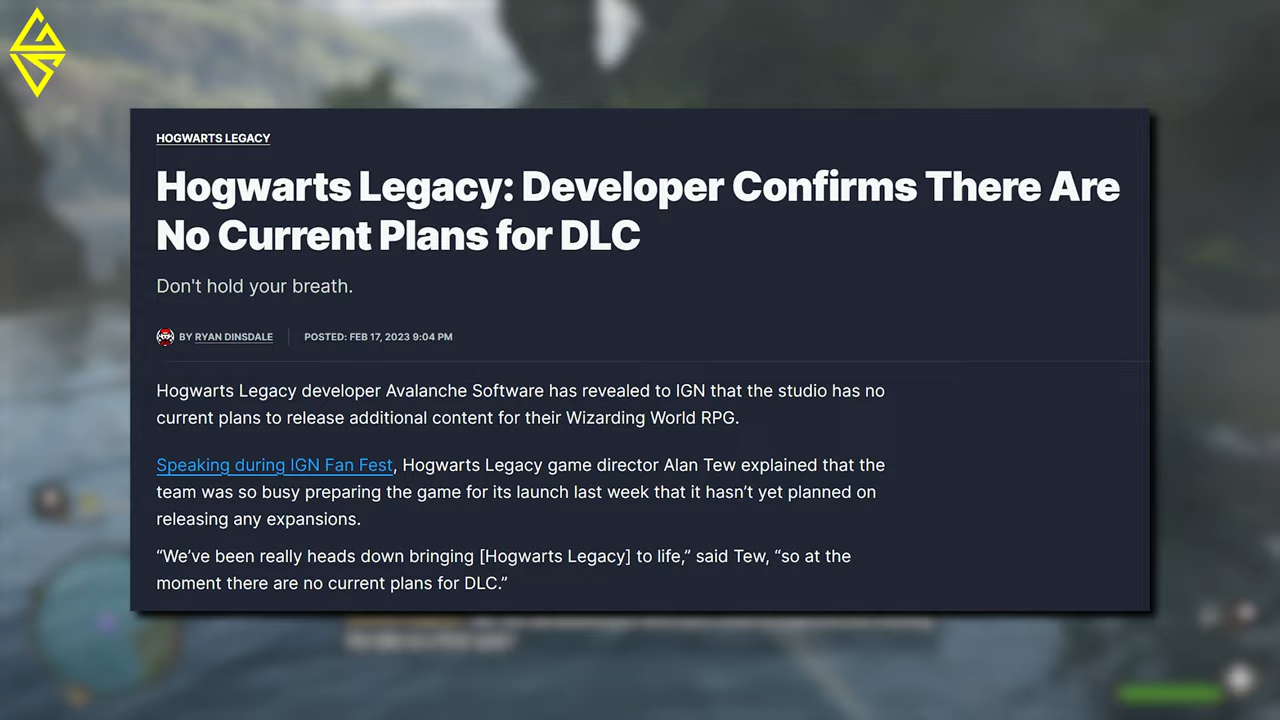 HOGWARTS LEGACY
Hogwarts Legacy: Developer Confirms There Are
No Current Plans for DLC
Don't hold your breath.
BY RYAN DINSDALE
POSTED: FEB 17, 2023 9:04 PM
Hogwarts Legacy developer Avalanche Software has revealed to IGN that the studio has no
current plans to release additional content for their Wizarding World RPG.
Speaking during IGN Fan Fest, Hogwarts Legacy game director Alan Tew explained that the
team was so busy preparing the game for its launch last week that it hasn’t yet planned on
releasing any expansions.
“We’ve been really heads down bringing [Hogwarts Legacy] to life,” said Tew, “so at the
moment there are no current plans for DLC.”